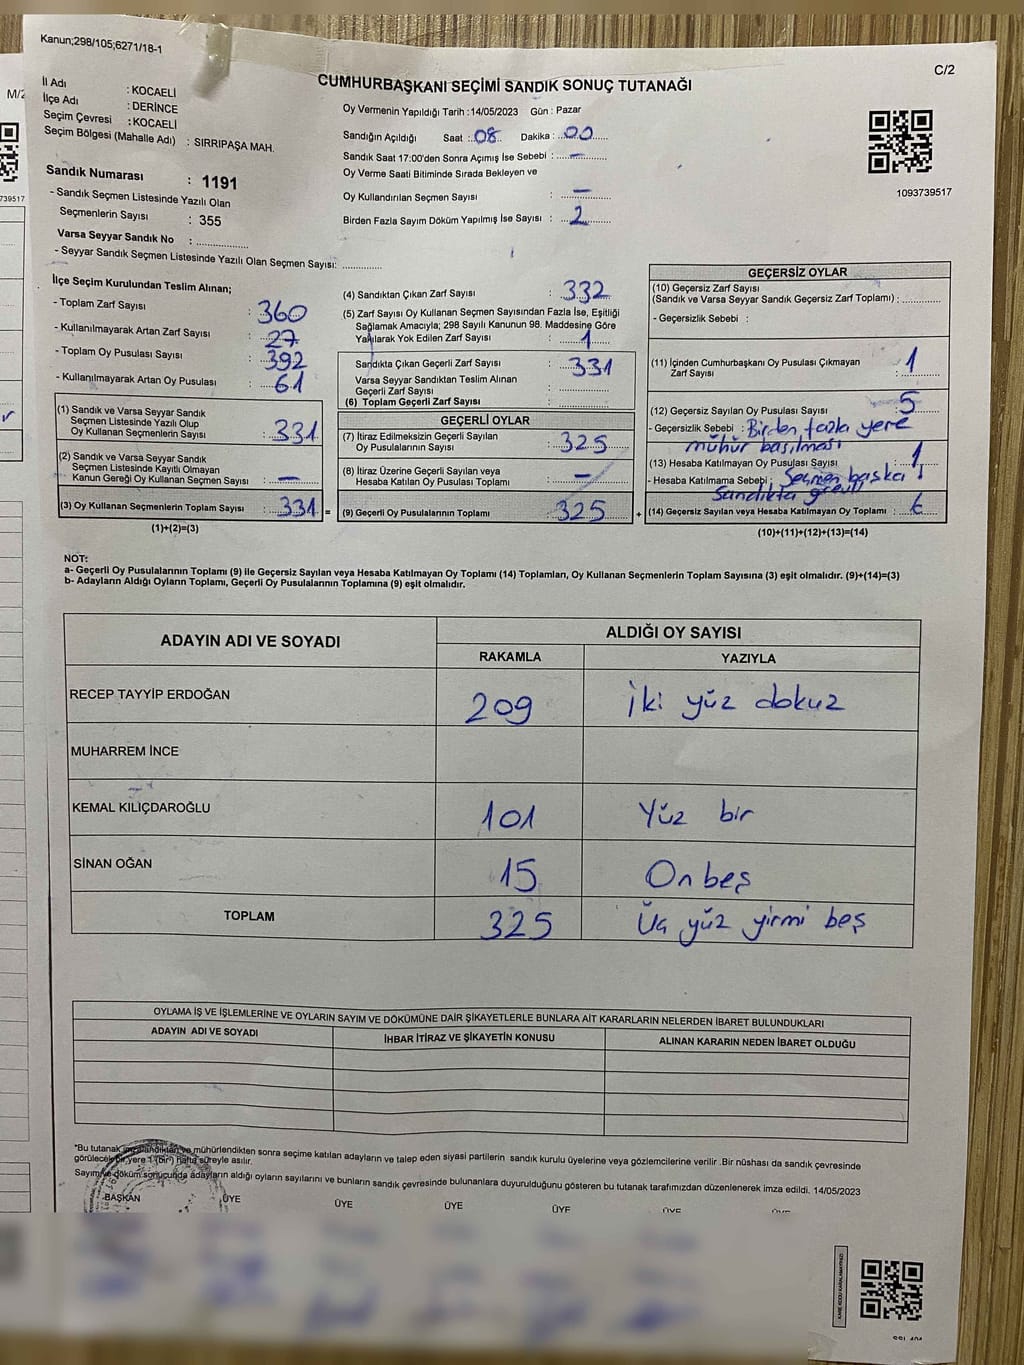 Kanun;298/105;6271/18-1
C/2
M/2
CUMHURBAŞKANI SEÇİMİ SANDIK SONUÇ TUTANAĞI
İl Adı : KOCAELİ
İlçe Adı : DERİNCE
Seçim Çevresi : KOCAELİ
Seçim Bölgesi (Mahalle Adı) : SIRRIPAŞA MAH.
Sandık Numarası : 1191
- Sandık Seçmen Listesinde Yazılı Olan
Seçmenlerin Sayısı : 355
Varsa Seyyar Sandık No : ................
- Seyyar Sandık Seçmen Listesinde Yazılı Olan Seçmen Sayısı: ............
Oy Vermenin Yapıldığı Tarih : 14/05/2023 Gün : Pazar
Sandığın Açıldığı Saat : 08 Dakika : 00
Sandık Saat 17:00'den Sonra Açımış İse Sebebi : –
Oy Verme Saati Bitiminde Sırada Bekleyen ve
Oy Kullandırılan Seçmen Sayısı : –
Birden Fazla Sayım Döküm Yapılmış İse Sayısı : 2
1093739517
739517
İlçe Seçim Kurulundan Teslim Alınan;
- Toplam Zarf Sayısı : 360
- Kullanılmayarak Artan Zarf Sayısı : 27
- Toplam Oy Pusulası Sayısı : 392
- Kullanılmayarak Artan Oy Pusulası : 61
(1) Sandık ve Varsa Seyyar Sandık
Seçmen Listesinde Yazılı Olup
Oy Kullanan Seçmenlerin Sayısı : 331
(2) Sandık ve Varsa Seyyar Sandık
Seçmen Listesinde Kayıtlı Olmayan
Kanun Gereği Oy Kullanan Seçmen Sayısı : –
(3) Oy Kullanan Seçmenlerin Toplam Sayısı : 331 =
(1)+(2)=(3)
(4) Sandıktan Çıkan Zarf Sayısı : 332
(5) Zarf Sayısı Oy Kullanan Seçmen Sayısından Fazla İse, Eşitliği
Sağlamak Amacıyla; 298 Sayılı Kanunun 98. Maddesine Göre
Yakılarak Yok Edilen Zarf Sayısı : 1
Sandıkta Çıkan Geçerli Zarf Sayısı : 331
Varsa Seyyar Sandıktan Teslim Alınan
Geçerli Zarf Sayısı : ................
(6) Toplam Geçerli Zarf Sayısı : ................
GEÇERLİ OYLAR
(7) İtiraz Edilmeksizin Geçerli Sayılan
Oy Pusulalarının Sayısı : 325
(8) İtiraz Üzerine Geçerli Sayılan veya
Hesaba Katılan Oy Pusulası Toplamı : –
(9) Geçerli Oy Pusulalarının Toplamı : 325 +
GEÇERSİZ OYLAR
(10) Geçersiz Zarf Sayısı
(Sandık ve Varsa Seyyar Sandık Geçersiz Zarf Toplamı) : ..........
- Geçersizlik Sebebi :
(11) İçinden Cumhurbaşkanı Oy Pusulası Çıkmayan
Zarf Sayısı : 1
(12) Geçersiz Sayılan Oy Pusulası Sayısı : 5
- Geçersizlik Sebebi : Birden fazla yere
mühür basılması
(13) Hesaba Katılmayan Oy Pusulası Sayısı : 1
- Hesaba Katılmama Sebebi : Seçmen başka
Sandıkta görevli
(14) Geçersiz Sayılan veya Hesaba Katılmayan Oy Toplamı :
(10)+(11)+(12)+(13)=(14)
NOT:
a- Geçerli Oy Pusulalarının Toplamı (9) ile Geçersiz Sayılan veya Hesaba Katılmayan Oy Toplamı (14) Toplamları, Oy Kullanan Seçmenlerin Toplam Sayısına (3) eşit olmalıdır. (9)+(14)=(3)
b- Adayların Aldığı Oyların Toplamı, Geçerli Oy Pusulalarının Toplamına (9) eşit olmalıdır.
ADAYIN ADI VE SOYADI ALDIĞI OY SAYISI
RAKAMLA YAZIYLA
RECEP TAYYİP ERDOĞAN 209 İki yüz dokuz
MUHARREM İNCE
KEMAL KILIÇDAROĞLU 101 Yüz bir
SİNAN OĞAN 15 On beş
TOPLAM 325 Üç yüz yirmi beş
OYLAMA İŞ VE İŞLEMLERİNE VE OYLARIN SAYIM VE DÖKÜMÜNE DAİR ŞİKAYETLERLE BUNLARA AİT KARARLARIN NELERDEN İBARET BULUNDUKLARI
ADAYIN ADI VE SOYADI İHBAR İTİRAZ VE ŞİKAYETİN KONUSU ALINAN KARARIN NEDEN İBARET OLDUĞU
*Bu tutanak imzalandıktan ve mühürlendikten sonra seçime katılan adayların ve talep eden siyasi partilerin sandık kurulu üyelerine veya gözlemcilerine verilir .Bir nüshası da sandık çevresinde
görülecek bir yere 1 (bir) hafta süreyle asılır.
Sayım ve döküm sonucunda adayların aldığı oyların sayılarını ve bunların sandık çevresinde bulunanlara duyurulduğunu gösteren bu tutanak tarafımızdan düzenlenerek imza edildi. 14/05/2023
BAŞKAN ÜYE ÜYE ÜYE ÜYE ÜYE ÜYE